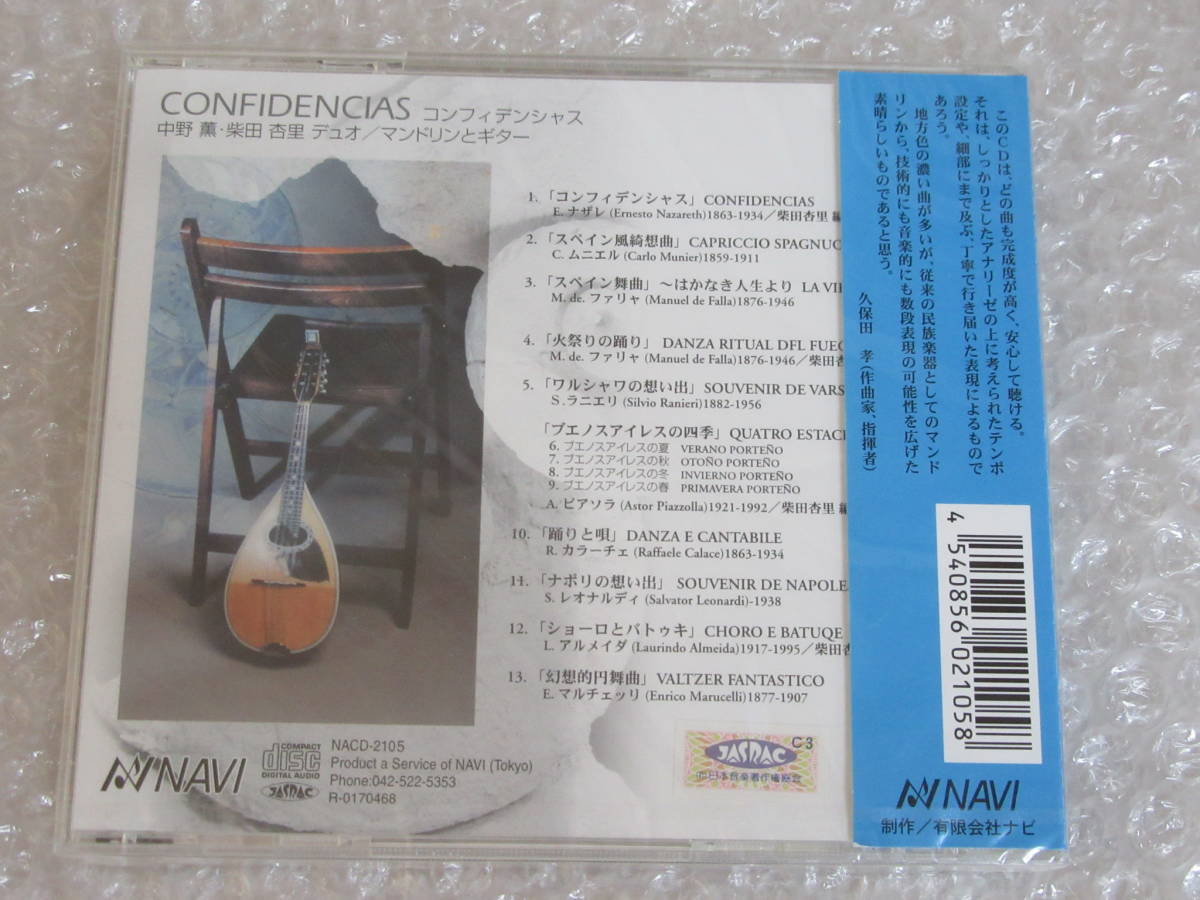 CONFIDENCIAS コンフィデンシャス
中野 薫・柴田 杏里 デュオ／マンドリンとギター
1. 「コンフィデンシャス」 CONFIDENCIAS
E. ナザレ (Ernesto Nazareth)1863-1934／柴田杏里 編
2. 「スペイン風綺想曲」 CAPRICCIO SPAGNUO
C. ムニエル (Carlo Munier)1859-1911
3. 「スペイン舞曲」 ～はかなき人生より LA VI
M. de. ファリャ (Manuel de Falla)1876-1946
4. 「火祭りの踊り」 DANZA RITUAL DFL FUEG
M. de. ファリャ (Manuel de Falla)1876-1946／柴田杏
5. 「ワルシャワの想い出」 SOUVENIR DE VARS
S. ラニエリ (Silvio Ranieri)1882-1956
「ブエノスアイレスの四季」 QUATRO ESTACI
6. ブエノスアイレスの夏 VERANO PORTEÑO
7. ブエノスアイレスの秋 OTOÑO PORTEÑO
8. ブエノスアイレスの冬 INVIERNO PORTEÑO
9. ブエノスアイレスの春 PRIMAVERA PORTEÑO
A. ピアソラ (Astor Piazzolla)1921-1992／柴田杏里 編
10. 「踊りと唄」 DANZA E CANTABILE
R. カラーチェ (Raffaele Calace)1863-1934
11. 「ナポリの想い出」 SOUVENIR DE NAPOLE
S. レオナルディ (Salvator Leonardi)-1938
12. 「ショーロとバトゥキ」 CHORO E BATUQE
L. アルメイダ (Laurindo Almeida)1917-1995／柴田
13. 「幻想的円舞曲」 VALTZER FANTASTICO
E. マルチェッリ (Enrico Marucelli)1877-1907
NAVI
COMPACT
disc
DIGITAL AUDIO
JASRAC
NACD-2105
Product a Service of NAVI (Tokyo)
Phone:042-522-5353
R-0170468
JASRAC
C3
このCDは、どの曲も完成度が高く、安心して聴ける。
それは、しっかりとしたアナリーゼの上に考えられたテンポ
設定や、細部にまで及ぶ、丁寧で行き届いた表現によるもので
あろう。
地方色の濃い曲が多いが、従来の民族楽器としてのマンド
リンから、技術的にも音楽的にも数段表現の可能性を広げた
素晴らしいものであると思う。
久保田 孝（作曲家、指揮者）
4 540856 021058
NAVI
制作／有限会社ナビ